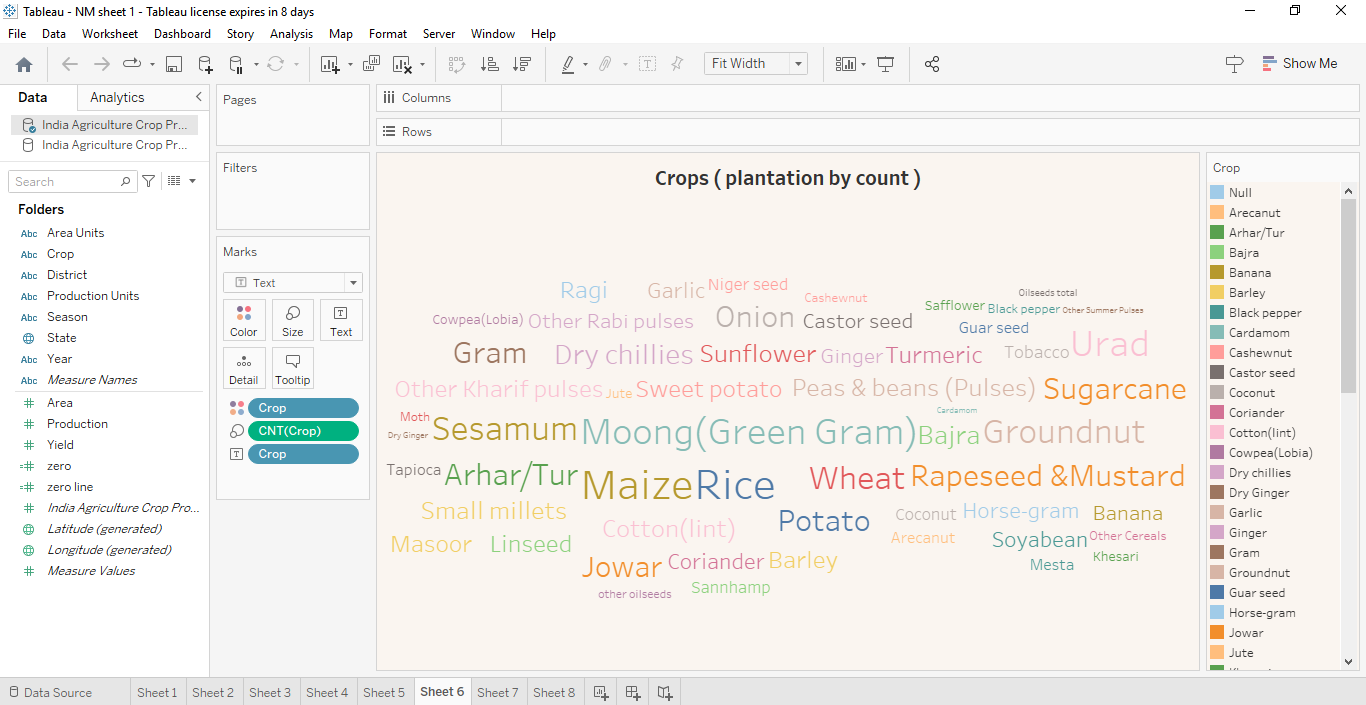 Tableau - NM sheet 1 - Tableau license expires in 8 days
File Data Worksheet Dashboard Story Analysis Map Format Server Window Help
Fit Width
Show Me
Data Analytics
India Agriculture Crop Pr...
India Agriculture Crop Pr...
Search
Folders
Abc Area Units
Abc Crop
Abc District
Abc Production Units
Abc Season
State
Abc Year
Abc Measure Names
Area
Production
Yield
zero
zero line
India Agriculture Crop Pro...
Latitude (generated)
Longitude (generated)
Measure Values
Pages
Filters
Marks
T Text
Color Size T Text
Detail Tooltip
Crop
CNT(Crop)
T Crop
Columns
Rows
Crops ( plantation by count )
Ragi Garlic Niger seed
Cashewnut
Oilseeds total
Safflower Black pepper Other Summer Pulses
Cowpea(Lobia) Other Rabi pulses Onion Castor seed
Guar seed
Gram Dry chillies Sunflower Ginger Turmeric Tobacco Urad
Other Kharif pulses Jute Sweet potato Peas & beans (Pulses) Sugarcane
Moth
Cardamom
Dry Ginger Sesamum Moong(Green Gram) Bajra Groundnut
Tapioca Arhar/Tur Maize Rice Wheat Rapeseed &Mustard
Small millets Cotton(lint) Potato Coconut Horse-gram Banana
Masoor Linseed Arecanut Soyabean Other Cereals
Jowar Coriander Barley Mesta Khesari
other oilseeds Sannhamp
Crop
Null
Arecanut
Arhar/Tur
Bajra
Banana
Barley
Black pepper
Cardamom
Cashewnut
Castor seed
Coconut
Coriander
Cotton(lint)
Cowpea(Lobia)
Dry chillies
Dry Ginger
Garlic
Ginger
Gram
Groundnut
Guar seed
Horse-gram
Jowar
Jute
Data Source Sheet 1 Sheet 2 Sheet 3 Sheet 4 Sheet 5 Sheet 6 Sheet 7 Sheet 8